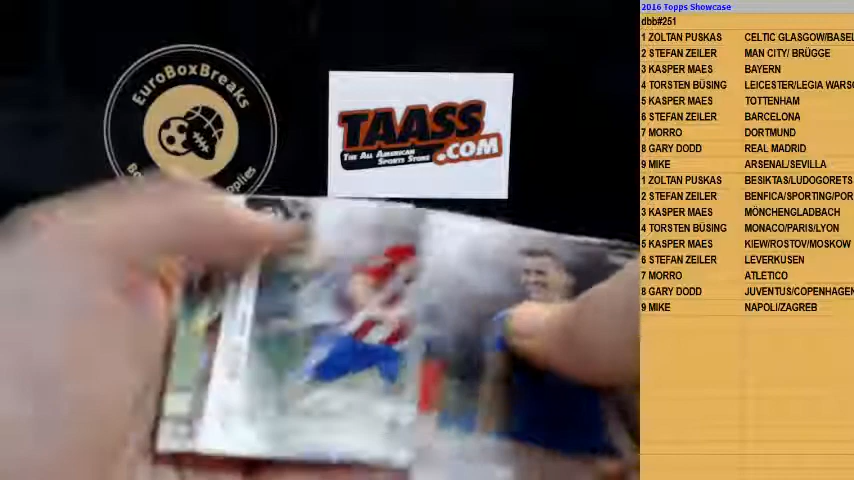 EuroBoxBreaks
TAASS
.COM
THE ALL AMERICAN
SPORTS STORE
2016 Topps Showcase
dbb#251
1 ZOLTAN PUSKAS CELTIC GLASGOW/BASEL
2 STEFAN ZEILER MAN CITY/ BRÜGGE
3 KASPER MAES BAYERN
4 TORSTEN BÜSING LEICESTER/LEGIA WARSC
5 KASPER MAES TOTTENHAM
6 STEFAN ZEILER BARCELONA
7 MORRO DORTMUND
8 GARY DODD REAL MADRID
9 MIKE ARSENAL/SEVILLA
1 ZOLTAN PUSKAS BESIKTAS/LUDOGORETS
2 STEFAN ZEILER BENFICA/SPORTING/POR
3 KASPER MAES MÖNCHENGLADBACH
4 TORSTEN BÜSING MONACO/PARIS/LYON
5 KASPER MAES KIEW/ROSTOV/MOSKOW
6 STEFAN ZEILER LEVERKUSEN
7 MORRO ATLETICO
8 GARY DODD JUVENTUS/COPENHAGEN
9 MIKE NAPOLI/ZAGREB